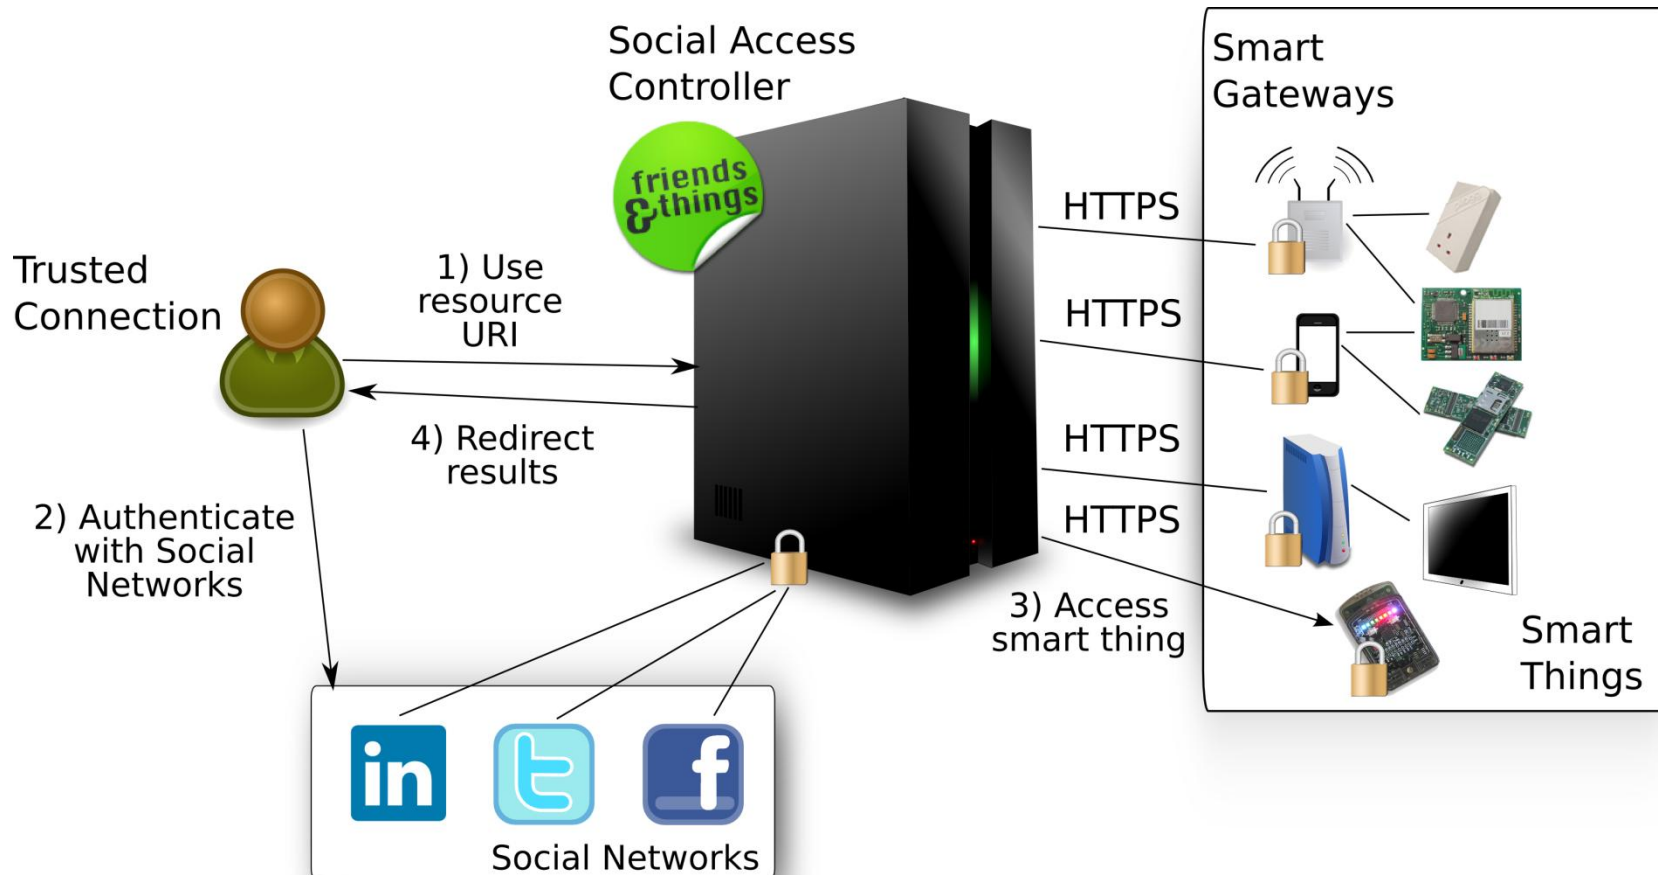 Social Access
Controller
friends
&things
Smart
Gateways
Trusted
Connection
1) Use
resource
URI
4) Redirect
results
2) Authenticate
with Social
Networks
HTTPS
HTTPS
HTTPS
HTTPS
3) Access
smart thing
Smart
Things
in
t
f
Social Networks